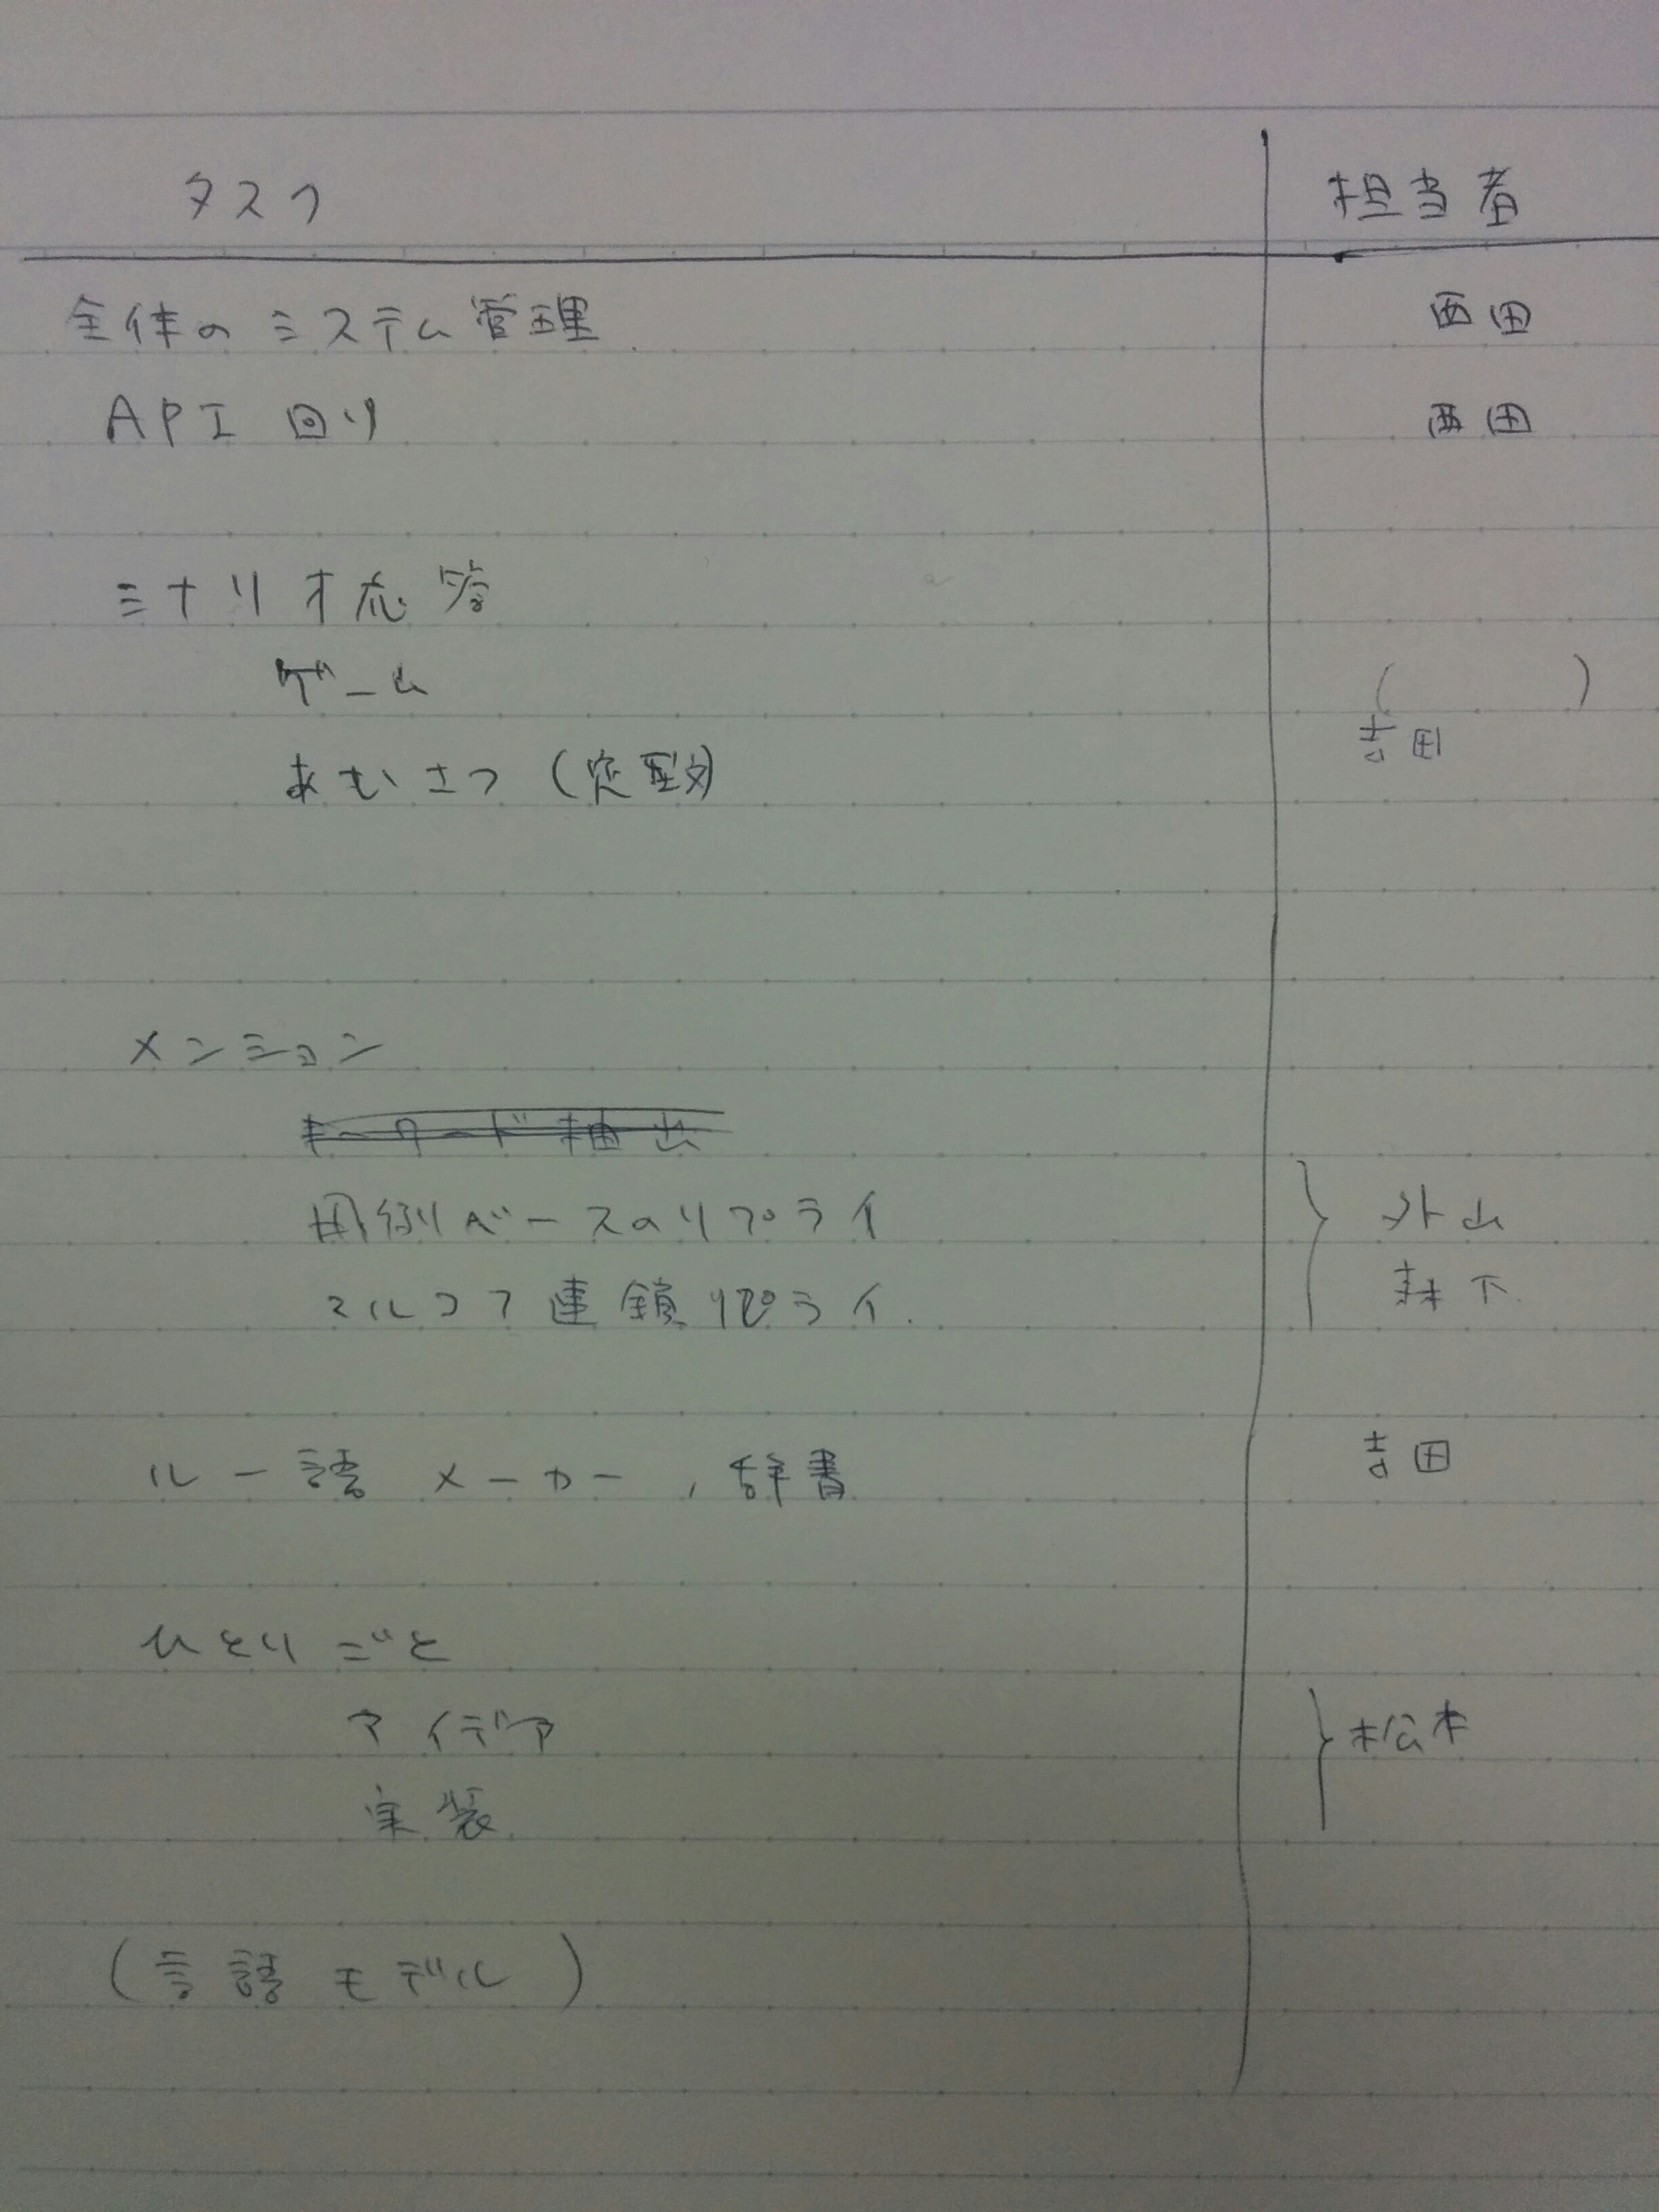 タスク 担当者
全体のシステム管理 西田
API回り 西田
シナリオ応答
ゲーム ( )
あいさつ (定型文) 吉田
メンション
キーワード抽出
用例ベースのリプライ 外山
マルコフ連鎖リプライ. 森下
ルー語メーカー, 辞書 吉田
ひとりごと
アイデア 松本
実装
(言語モデル)